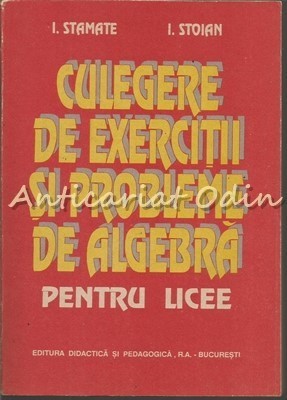 I. STAMATE I. STOIAN
CULEGERE
DE EXERCIȚII
ȘI PROBLEME
Anticariat Odin
DE ALGEBRĂ
PENTRU LICEE
EDITURA DIDACTICĂ ȘI PEDAGOGICĂ, R.A. - BUCUREȘTI